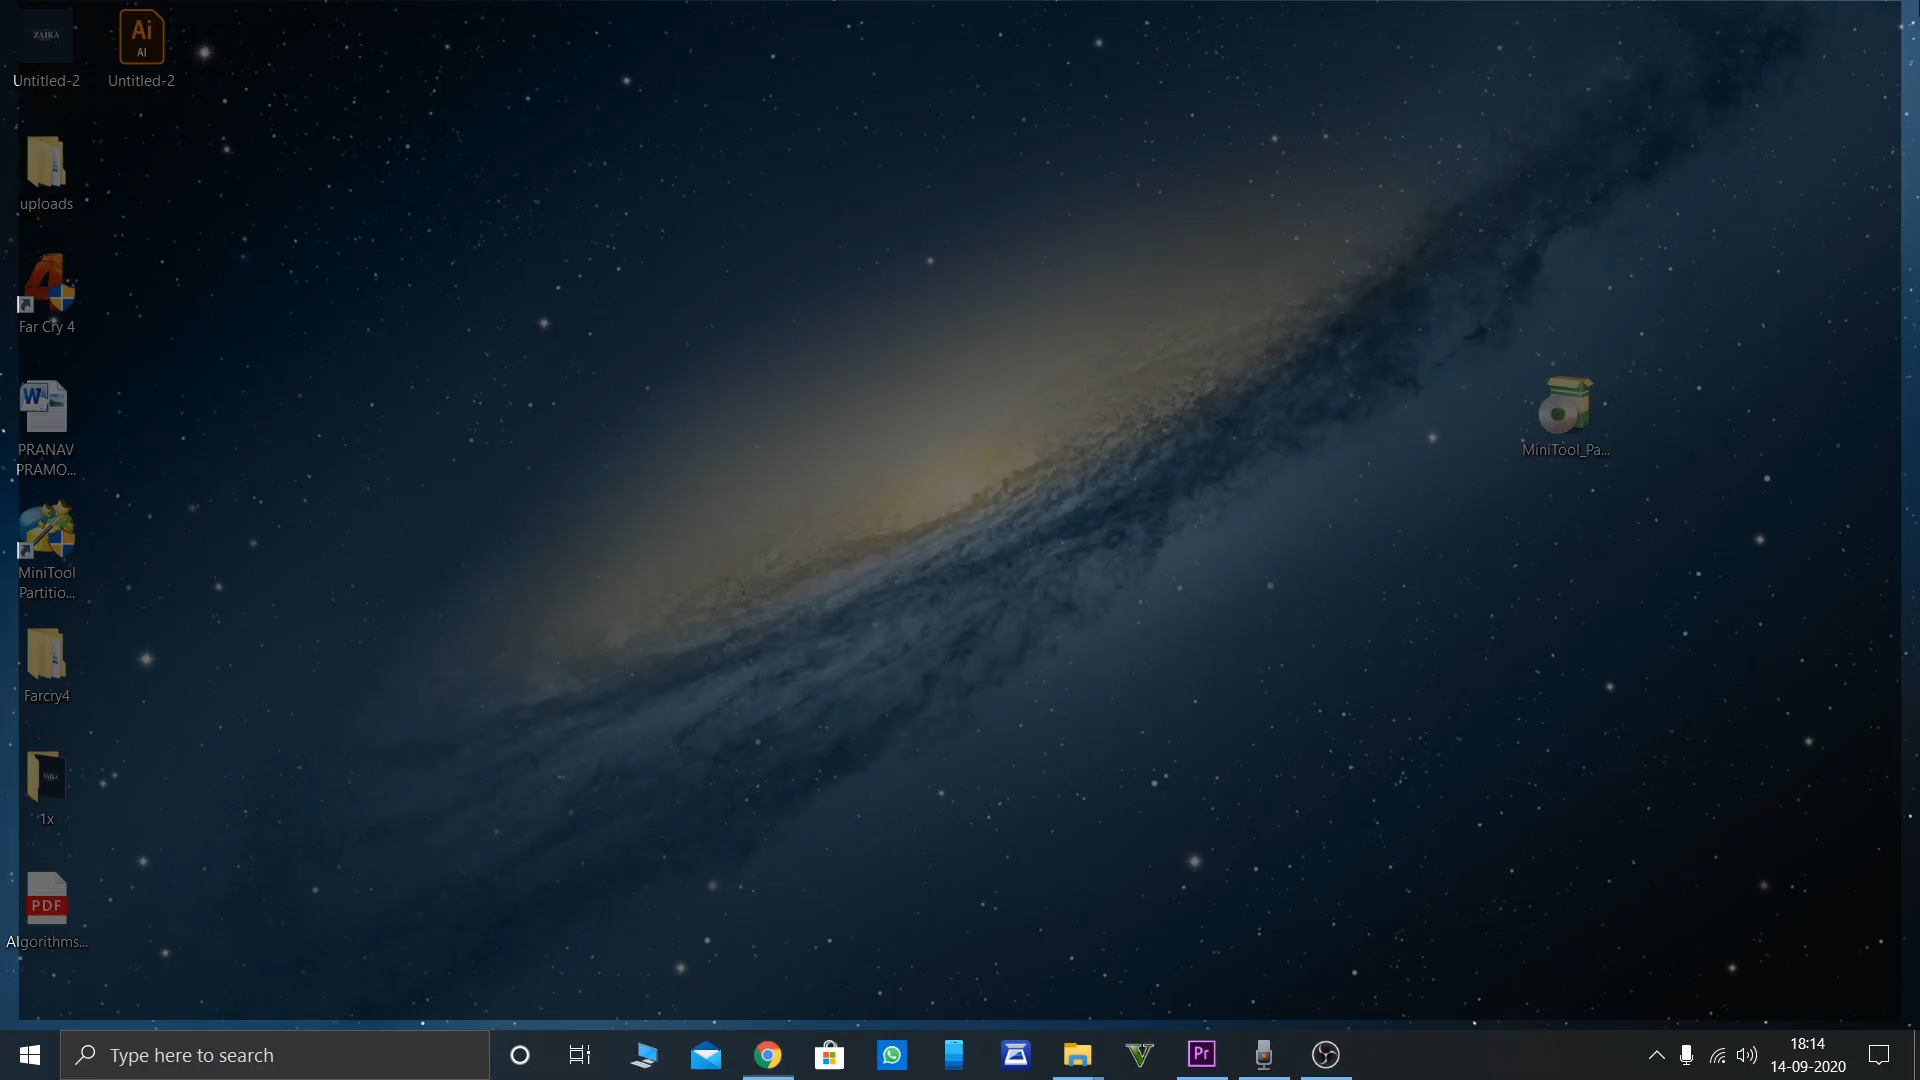 ZAIKA
Untitled-2
Ai
AI
Untitled-2
uploads
Far Cry 4
W
PRANAV
PRAMO...
MiniTool
Partitio...
Farcry4
ZAIKA
1x
PDF
Algorithms...
MiniTool_Pa...
Type here to search
Pr
18:14
14-09-2020